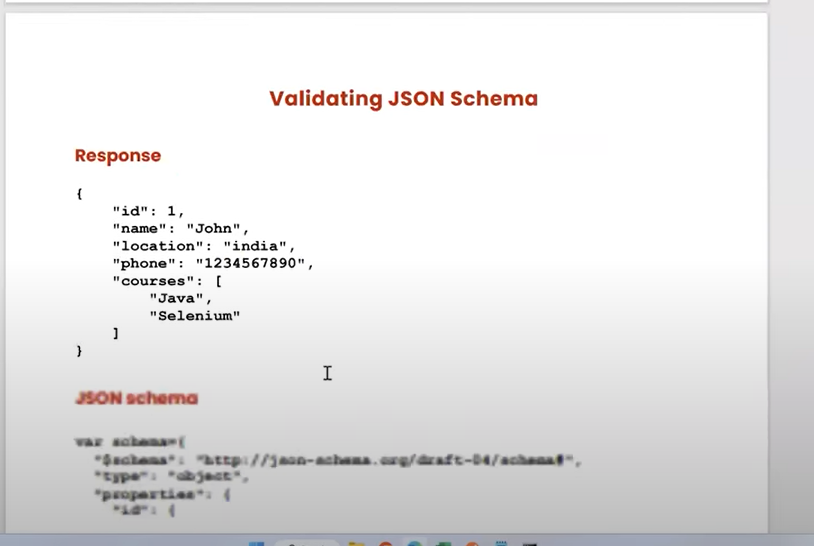 Validating JSON Schema
Response
{
"id": 1,
"name": "John",
"location": "india",
"phone": "1234567890",
"courses": [
"Java",
"Selenium"
]
}
JSON schema
var schema={
"$schema": "http://json-schema.org/draft-04/schema#",
"type": "object",
"properties": {
"id": {